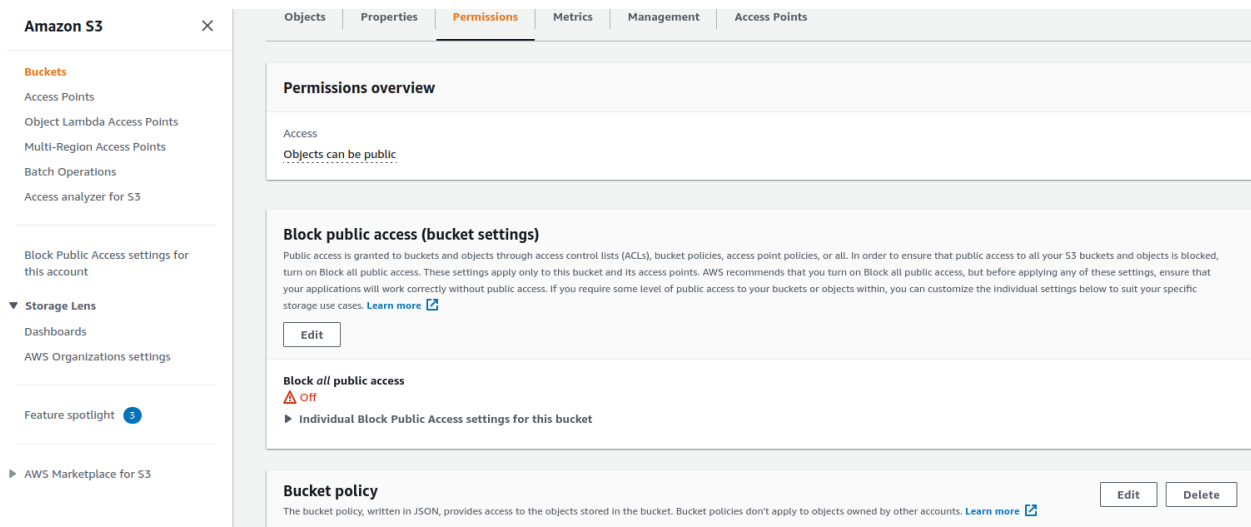 Amazon S3
Buckets
Access Points
Object Lambda Access Points
Multi-Region Access Points
Batch Operations
Access analyzer for S3
Block Public Access settings for
this account
Storage Lens
Dashboards
AWS Organizations settings
Feature spotlight 3
AWS Marketplace for S3
Objects Properties Permissions Metrics Management Access Points
Permissions overview
Access
Objects can be public
Block public access (bucket settings)
Public access is granted to buckets and objects through access control lists (ACLs), bucket policies, access point policies, or all. In order to ensure that public access to all your S3 buckets and objects is blocked,
turn on Block all public access. These settings apply only to this bucket and its access points. AWS recommends that you turn on Block all public access, but before applying any of these settings, ensure that
your applications will work correctly without public access. If you require some level of public access to your buckets or objects within, you can customize the individual settings below to suit your specific
storage use cases. Learn more
Edit
Block all public access
Off
Individual Block Public Access settings for this bucket
Bucket policy
Edit Delete
The bucket policy, written in JSON, provides access to the objects stored in the bucket. Bucket policies don't apply to objects owned by other accounts. Learn more